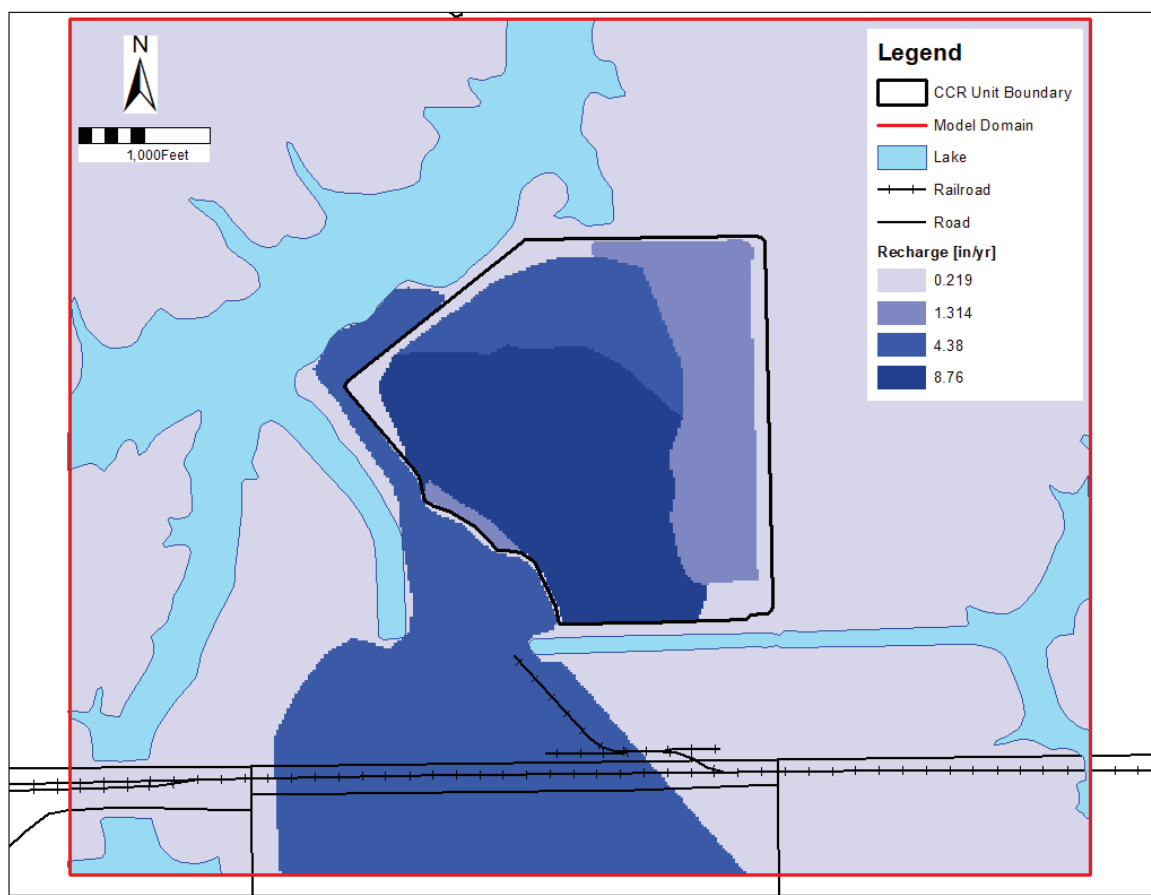 N
1,000Feet
Legend
CCR Unit Boundary
Model Domain
Lake
Railroad
Road
Recharge [in/yr]
0.219
1.314
4.38
8.76